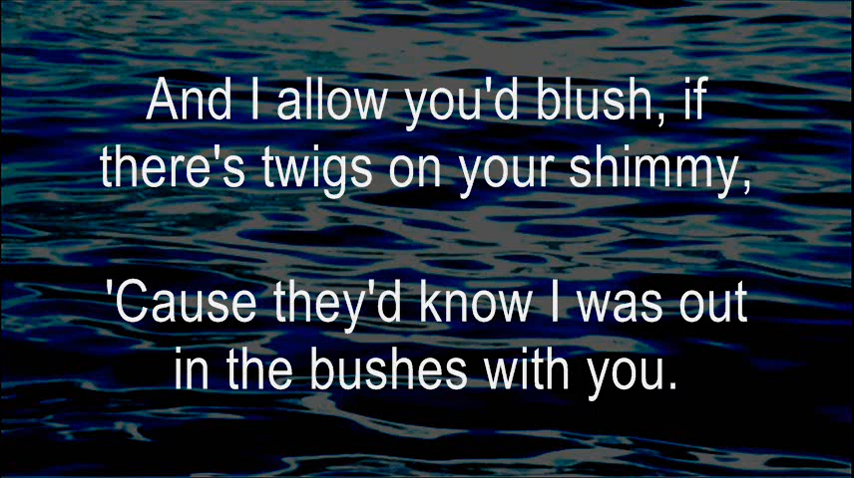 And I allow you'd blush, if
there's twigs on your shimmy,
'Cause they'd know I was out
in the bushes with you.